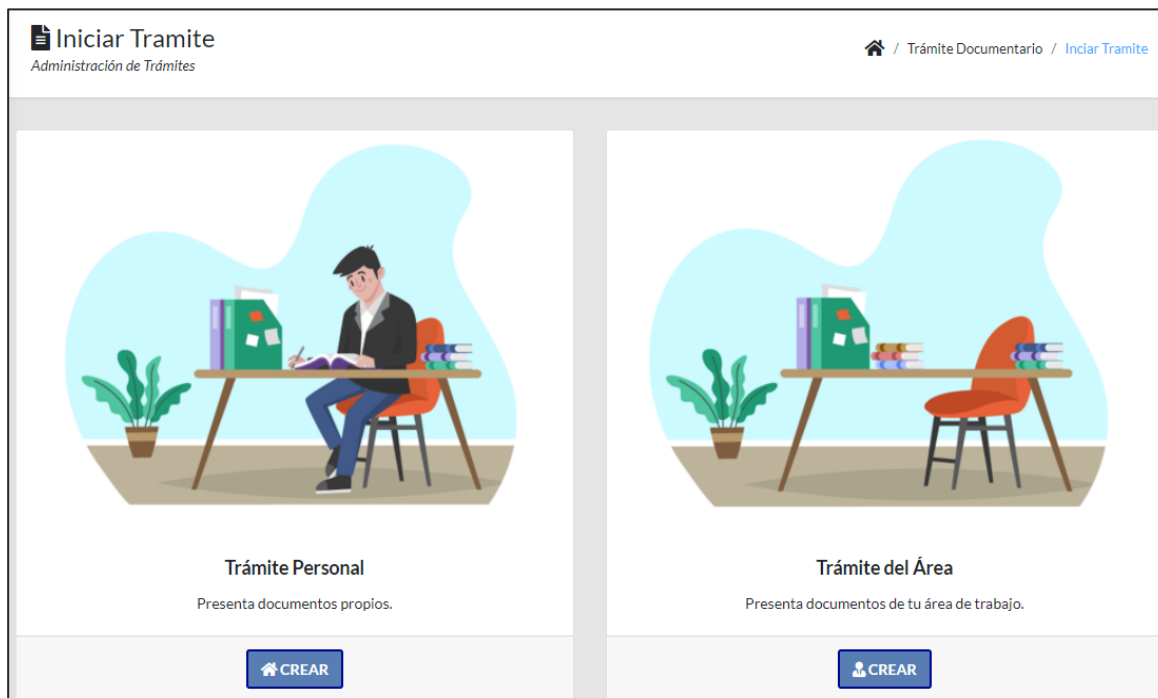 Iniciar Tramite
Administración de Trámites
/ Trámite Documentario / Inciar Tramite
Trámite Personal
Presenta documentos propios.
CREAR
Trámite del Área
Presenta documentos de tu área de trabajo.
CREAR